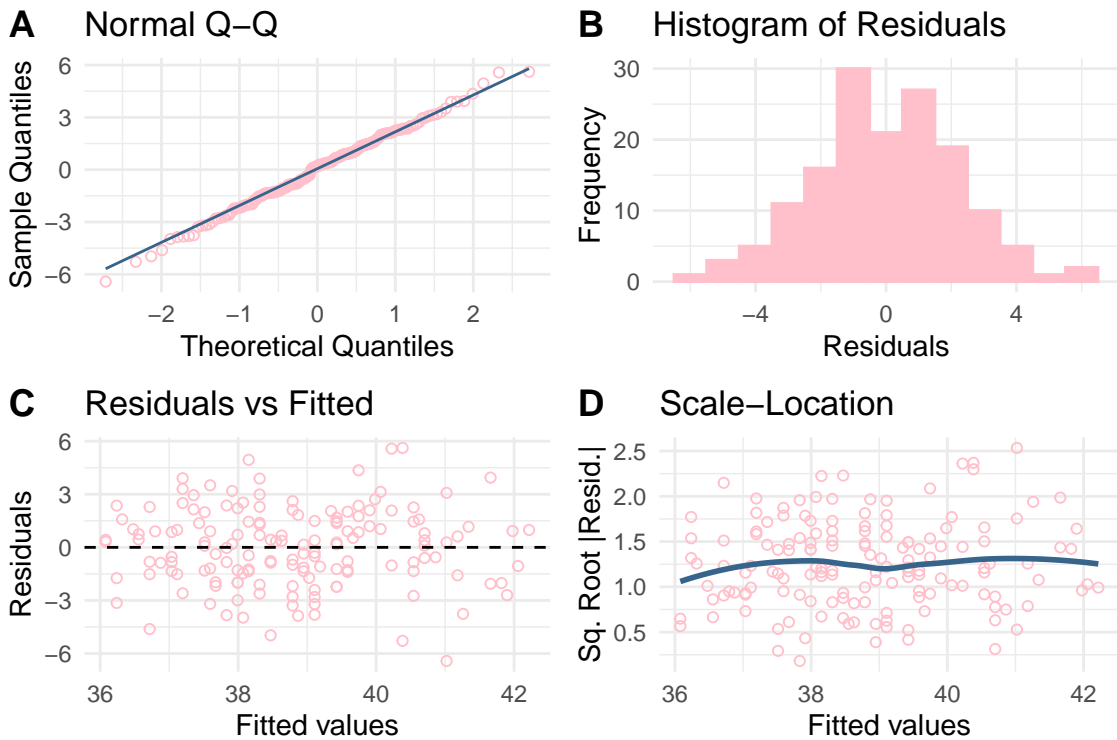 A Normal Q−Q
Sample Quantiles
6
3
0
−3
−6
−2 −1 0 1 2
Theoretical Quantiles
B Histogram of Residuals
Frequency
30
20
10
0
−4 0 4
Residuals
C Residuals vs Fitted
Residuals
6
3
0
−3
−6
36 38 40 42
Fitted values
D Scale−Location
Sq. Root |Resid.|
2.5
2.0
1.5
1.0
0.5
36 38 40 42
Fitted values